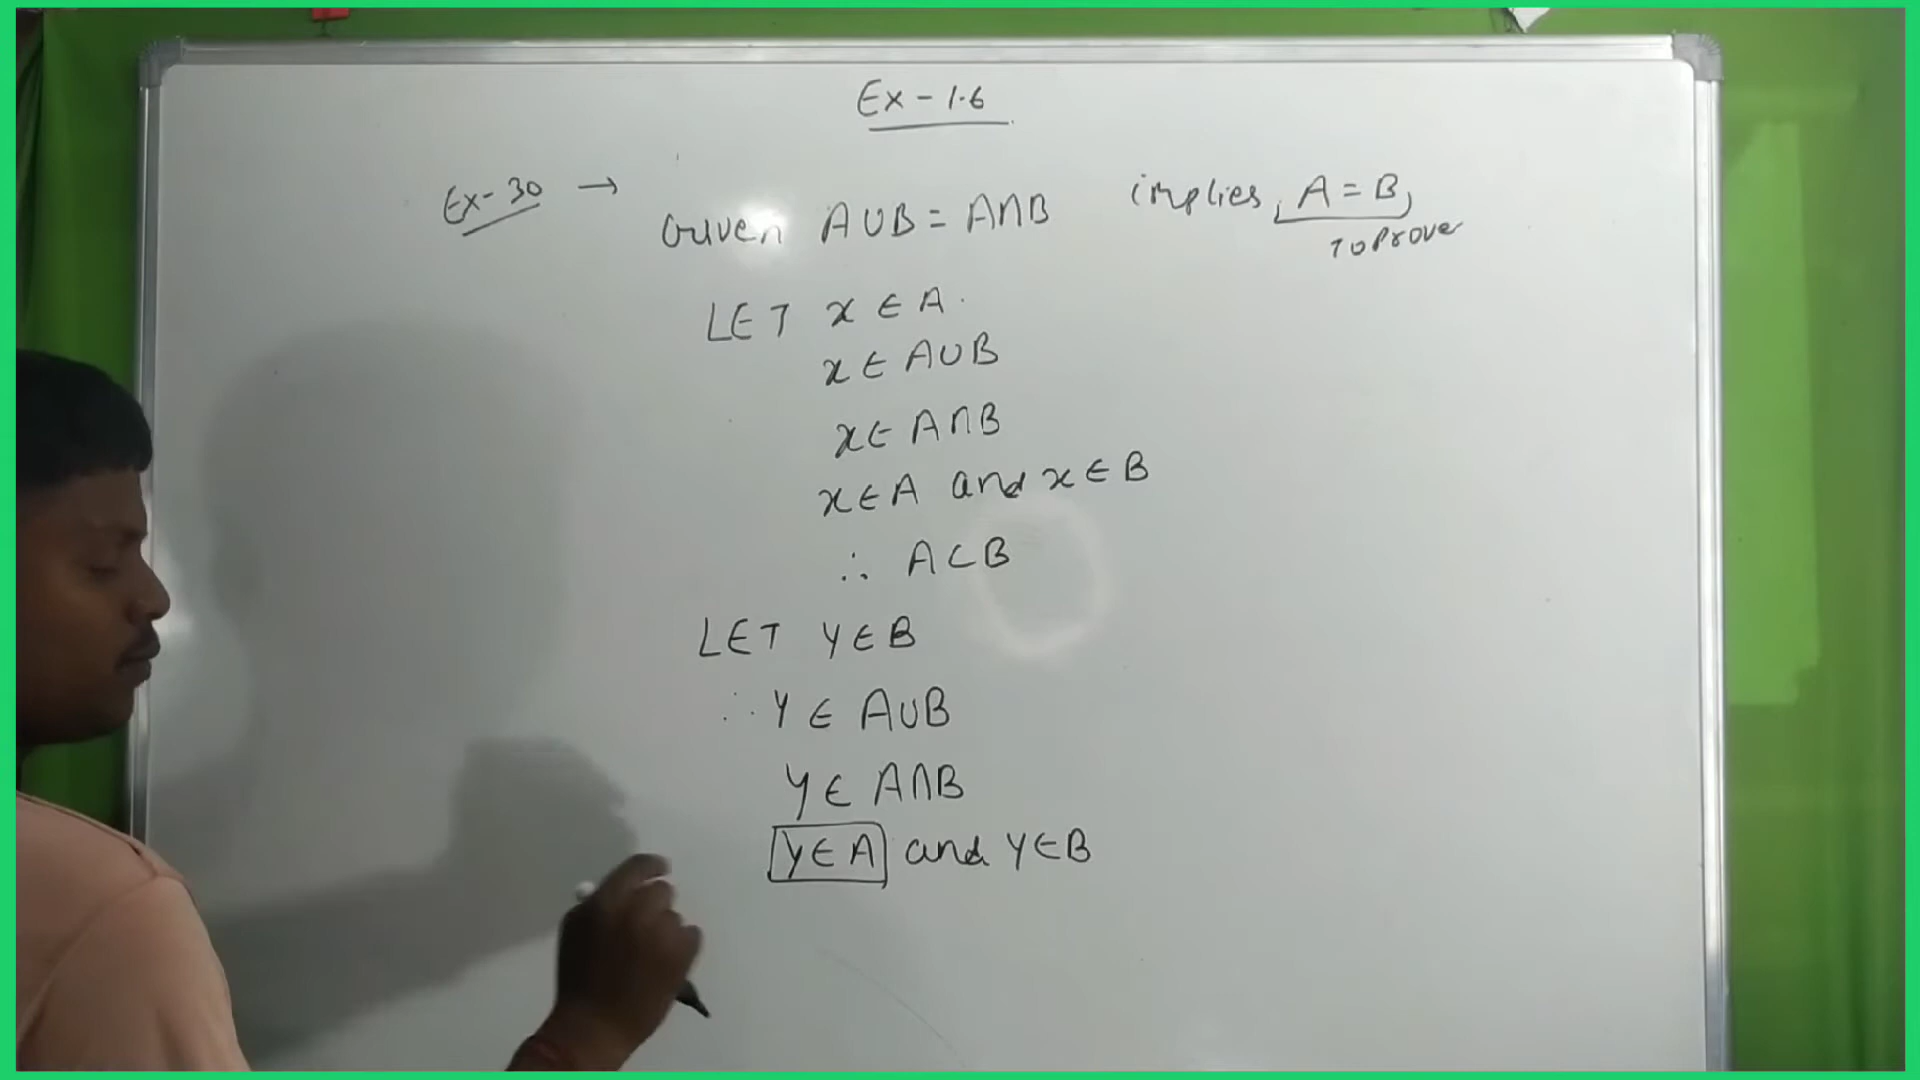 Ex - 1.6
Ex- 30 → Given A∪B = A∩B implies A = B,
TO Prove
LET x ∈ A.
x ∈ A∪B
x ∈ A∩B
x ∈ A and x ∈ B
∴ A⊂B
LET y ∈ B
∴ y ∈ A∪B
y ∈ A∩B
y ∈ A and y ∈ B